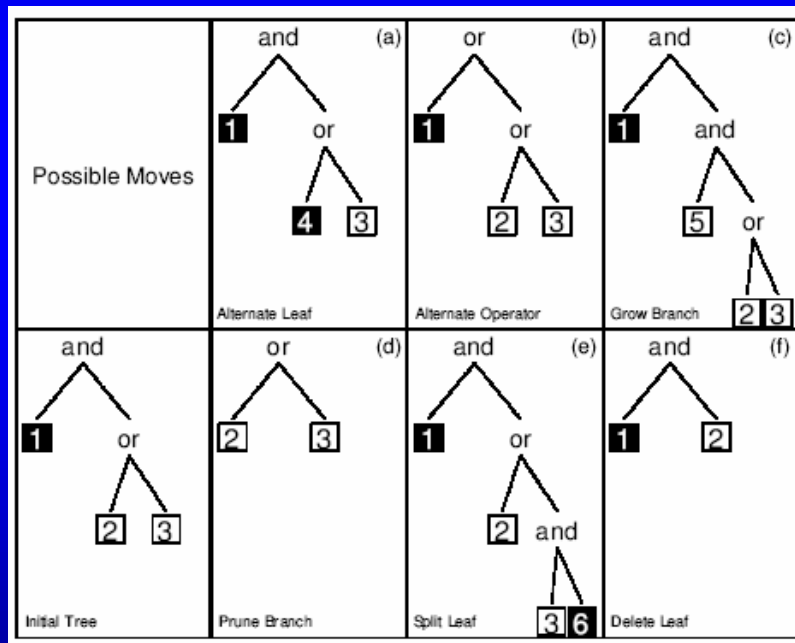 Possible Moves
and (a)
1 or
4 3
Alternate Leaf
or (b)
1 or
2 3
Alternate Operator
and (c)
1 and
5 or
2 3
Grow Branch
and
1 or
2 3
Initial Tree
or (d)
2 3
Prune Branch
and (e)
1 or
2 and
3 6
Split Leaf
and (f)
1 2
Delete Leaf